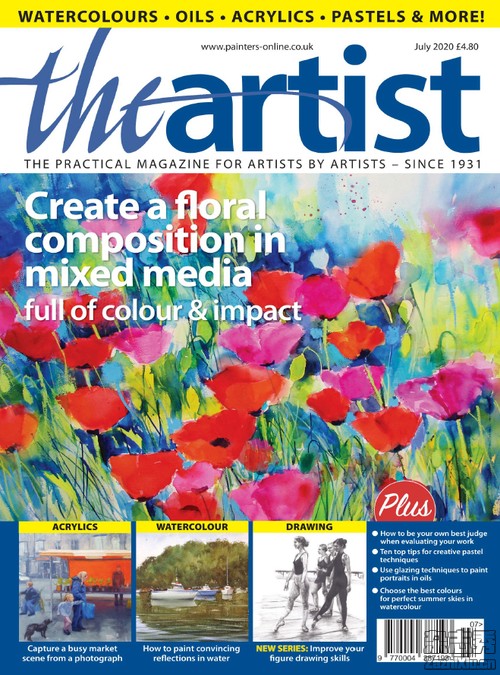 WATERCOLOURS • OILS • ACRYLICS • PASTELS & MORE!
www.painters-online.co.uk
July 2020 £4.80
the artist
THE PRACTICAL MAGAZINE FOR ARTISTS BY ARTISTS – SINCE 1931
Create a floral
composition in
mixed media
full of colour & impact
Plus
ACRYLICS
Capture a busy market
scene from a photograph
WATERCOLOUR
How to paint convincing
reflections in water
DRAWING
NEW SERIES: Improve your
figure drawing skills
• How to be your own best judge
when evaluating your work
• Ten top tips for creative pastel
techniques
• Use glazing techniques to paint
portraits in oils
• Choose the best colours
for perfect summer skies in
watercolour
07>
9 770004